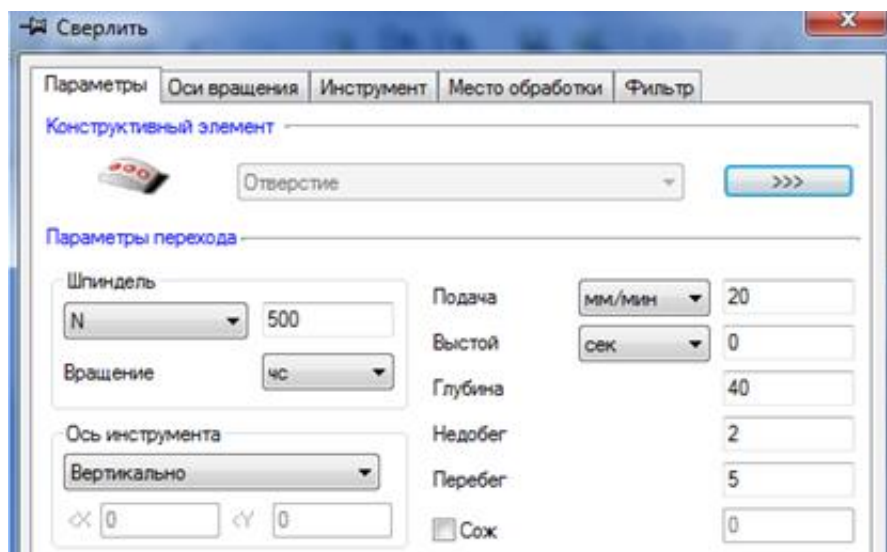 Сверлить
Параметры Оси вращения Инструмент Место обработки Фильтр
Конструктивный элемент
Отверстие >>>
Параметры перехода
Шпиндель
N 500
Вращение чс
Ось инструмента
Вертикально
<X 0 <Y 0
Подача мм/мин 20
Выстой сек 0
Глубина 40
Недобег 2
Перебег 5
Сож 0